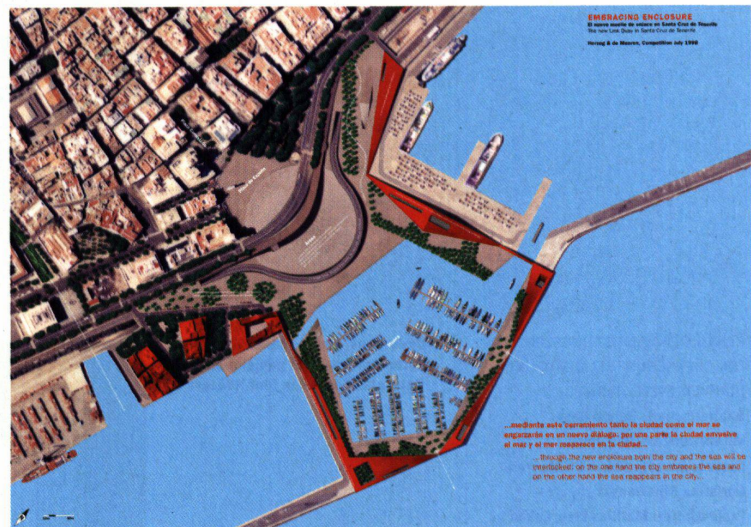 EMBRACING ENCLOSURE
El nuevo muelle de enlace en Santa Cruz de Tenerife
The new Link Quay in Santa Cruz de Tenerife
Herzog & de Meuron, Competition July 1998
...mediante este cerramiento tanto la ciudad como el mar se
engarzarán en un nuevo diálogo: por una parte la ciudad envuelve
al mar y el mar reaparece en la ciudad...
...through the new enclosure both the city and the sea will be
interlocked: on the one hand the city embraces the sea and
on the other hand the sea reappears in the city...